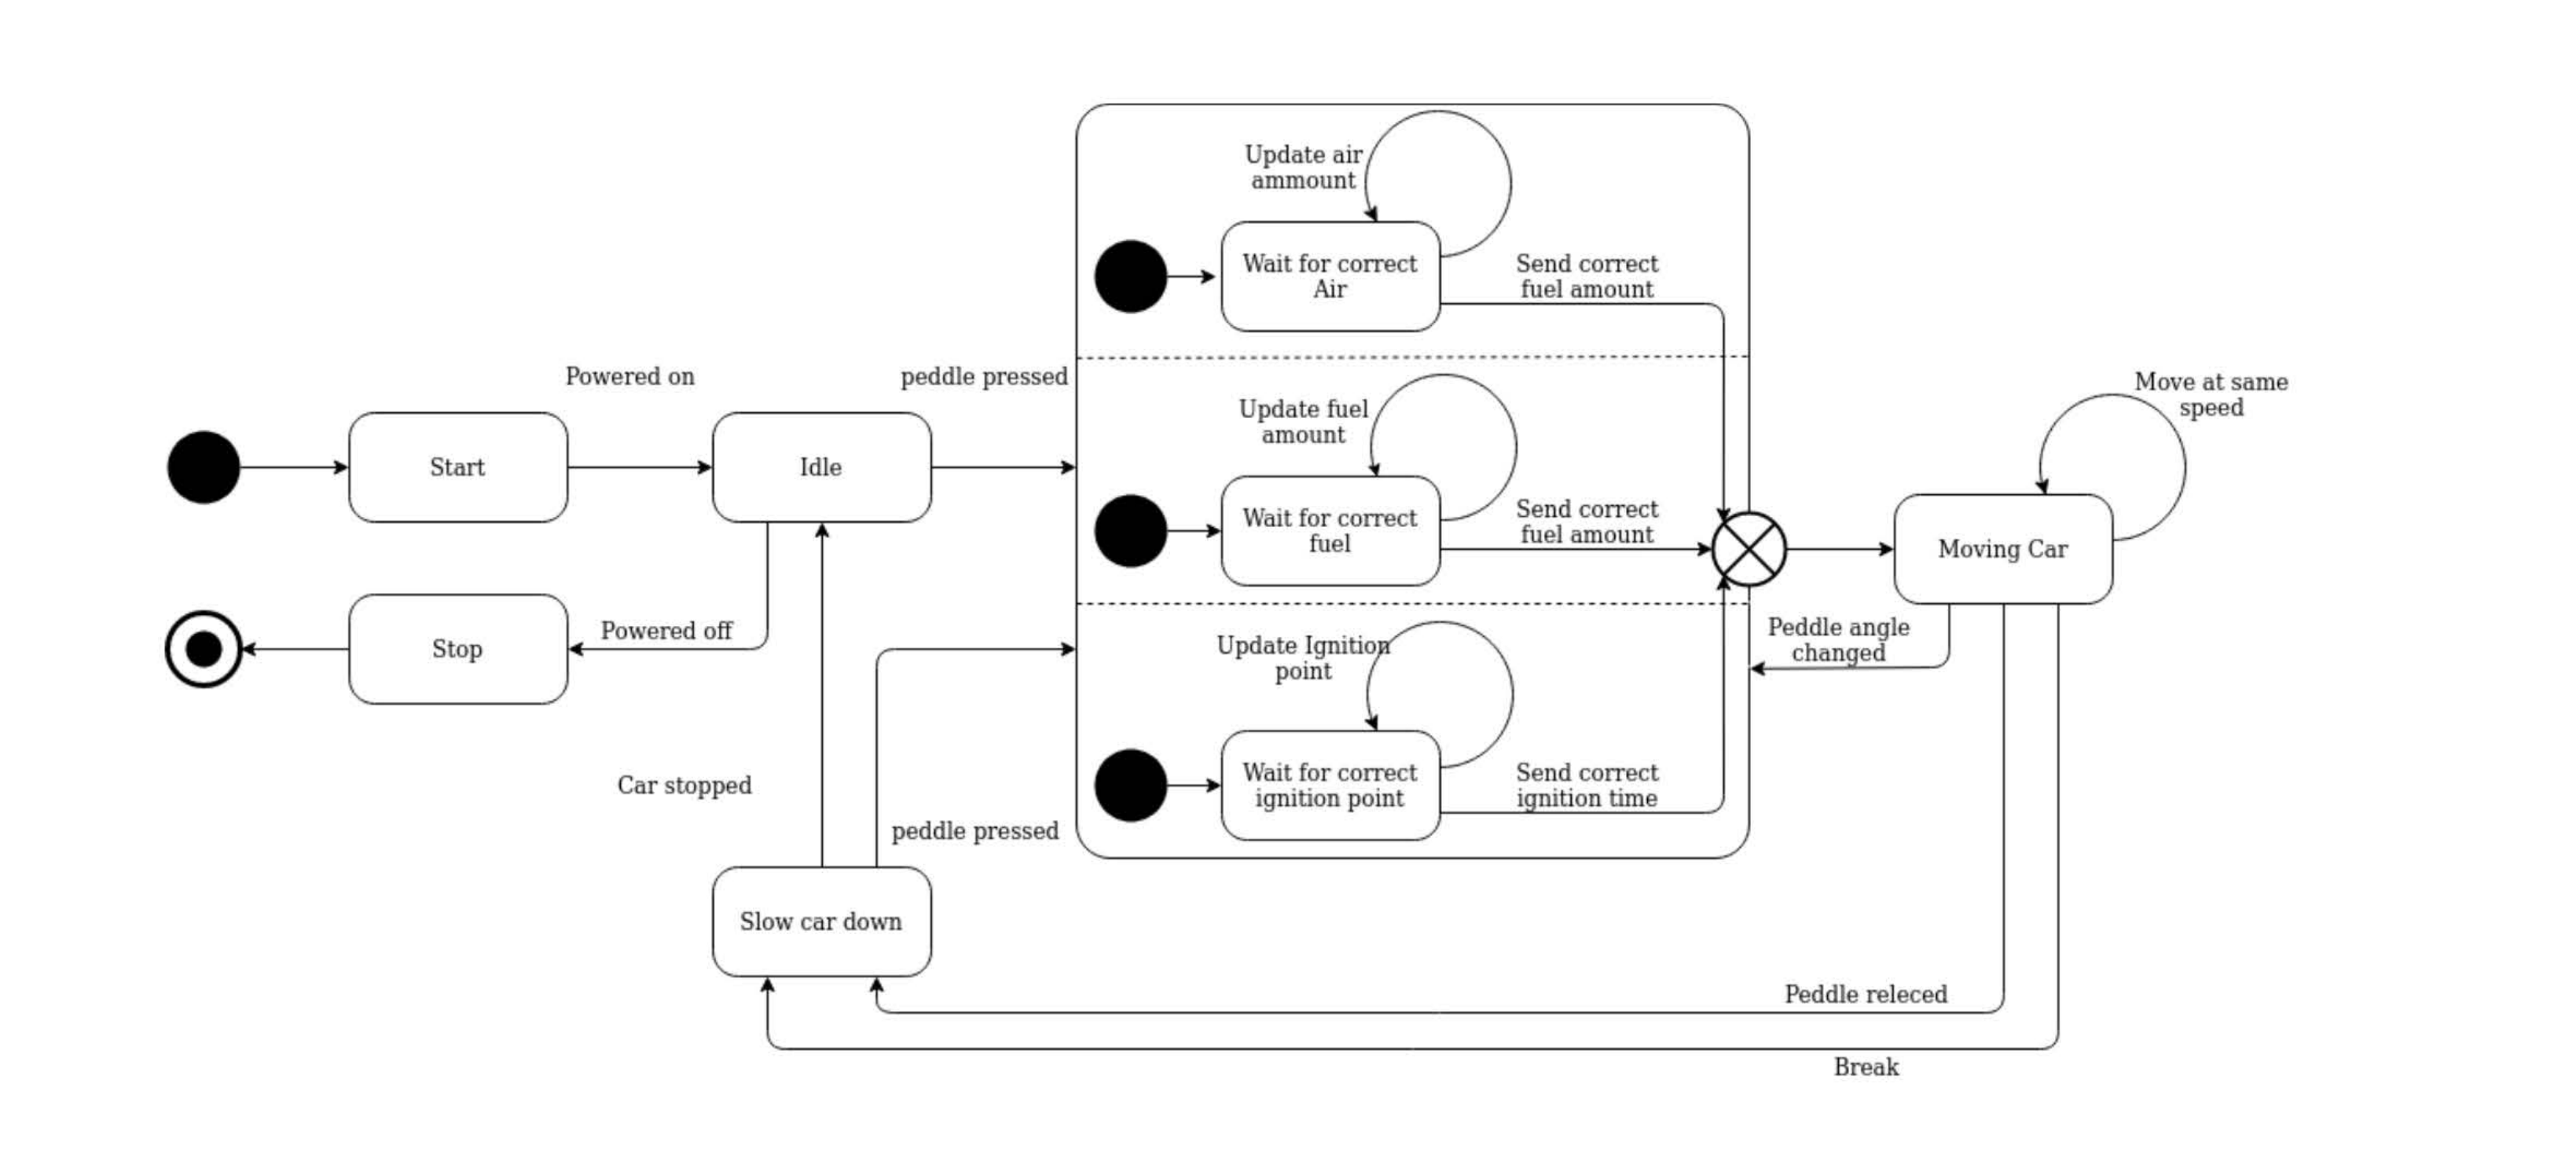 Update air
ammount
Wait for correct
Air
Send correct
fuel amount
Powered on
peddle pressed
Start
Idle
Update fuel
amount
Wait for correct
fuel
Send correct
fuel amount
Move at same
speed
Moving Car
Peddle angle
changed
Stop
Powered off
Update Ignition
point
Wait for correct
ignition point
Send correct
ignition time
Car stopped
peddle pressed
Slow car down
Peddle releced
Break